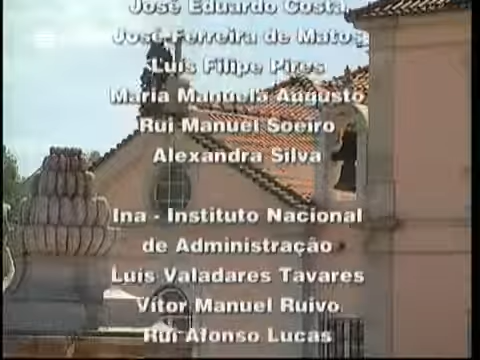 José Eduardo Costa
José Ferreira de Matos
Luís Filipe Pires
Maria Manuela Augusto
Rui Manuel Soeiro
Alexandra Silva
Ina - Instituto Nacional
de Administração
Luís Valadares Tavares
Vítor Manuel Ruivo
Rui Afonso Lucas